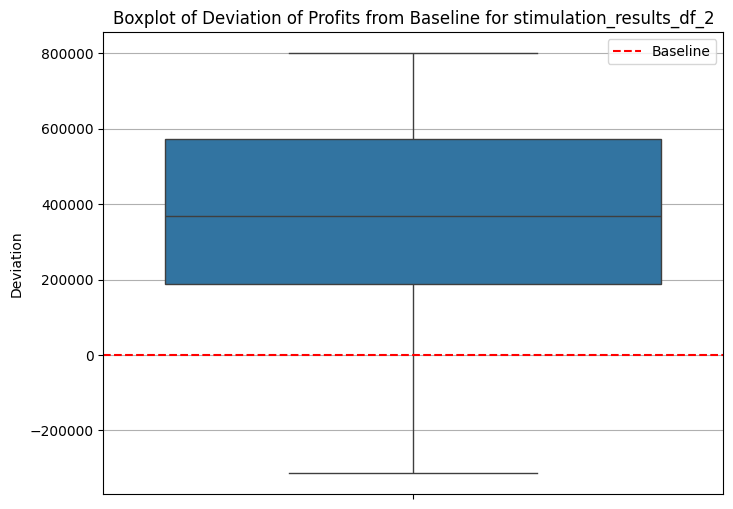 Boxplot of Deviation of Profits from Baseline for stimulation_results_df_2
Baseline
800000
600000
400000
200000
0
−200000
Deviation